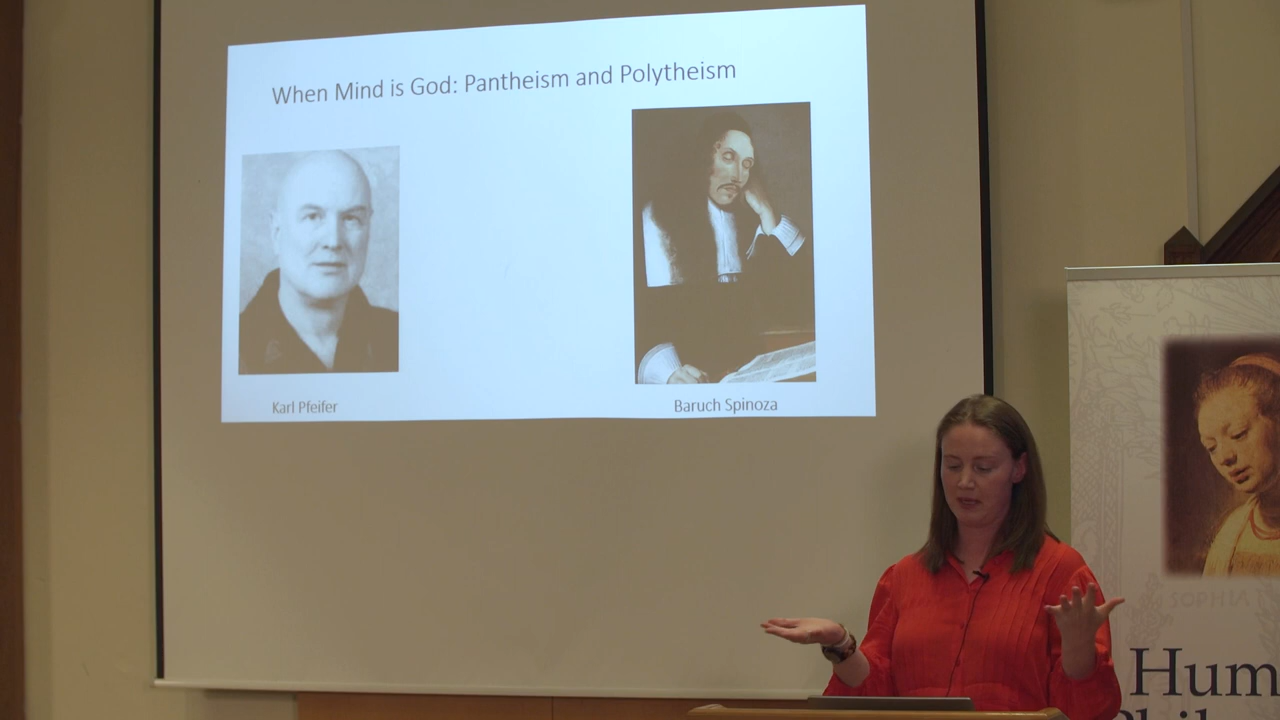 When Mind is God: Pantheism and Polytheism
Karl Pfeifer
Baruch Spinoza
SOPHIA
Hum